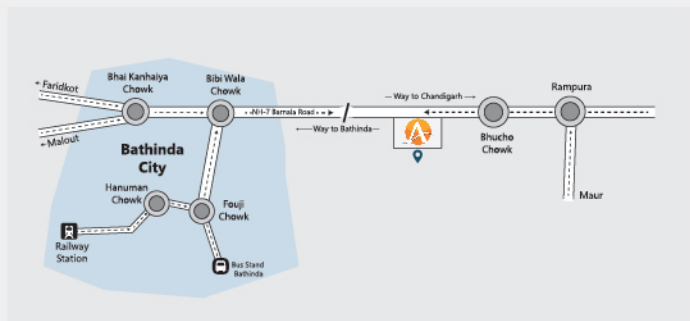 Faridkot
Malout
Bhai Kanhaiya
Chowk
Bibi Wala
Chowk
NH-7 Barnala Road
Way to Chandigarh
Way to Bathinda
Bhucho
Chowk
Rampura
Maur
Bathinda
City
Hanuman
Chowk
Fouji
Chowk
Railway
Station
Bus Stand
Bathinda